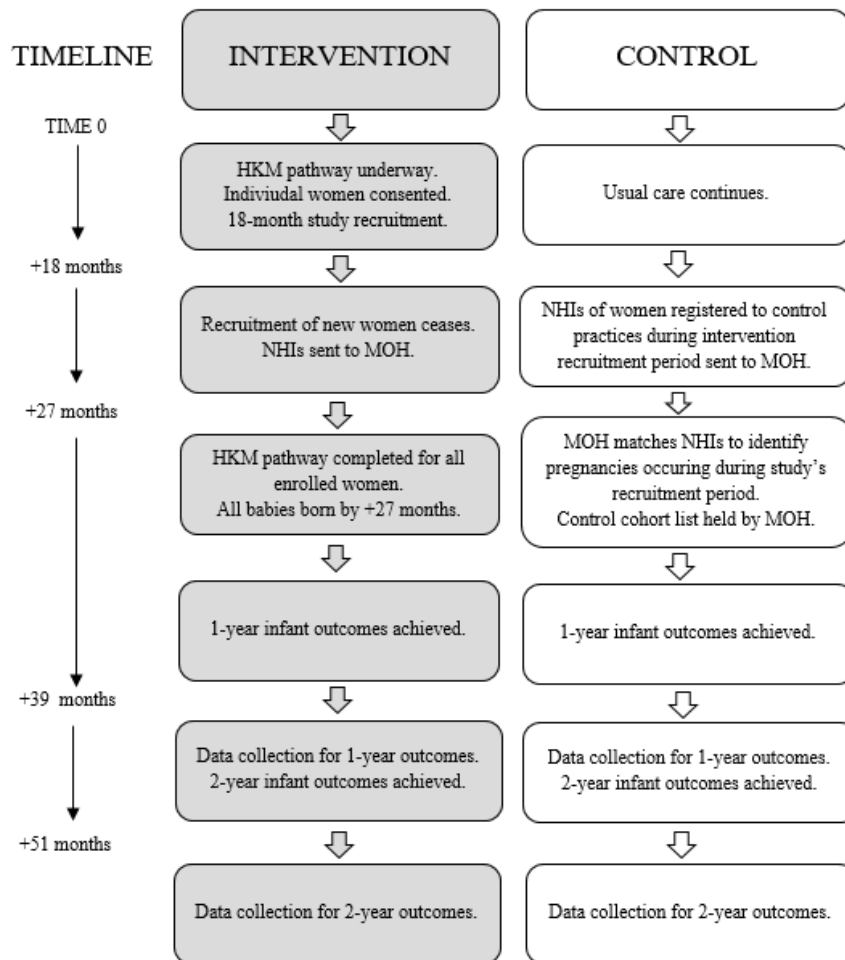 TIMELINE
INTERVENTION
CONTROL
TIME 0
HKM pathway underway.
Indiviudal women consented.
18-month study recruitment.
Usual care continues.
+18 months
Recruitment of new women ceases.
NHIs sent to MOH.
NHIs of women registered to control
practices during intervention
recruitment period sent to MOH.
+27 months
HKM pathway completed for all
enrolled women.
All babies born by +27 months.
MOH matches NHIs to identify
pregnancies occuring during study’s
recruitment period.
Control cohort list held by MOH.
1-year infant outcomes achieved.
1-year infant outcomes achieved.
+39 months
Data collection for 1-year outcomes.
2-year infant outcomes achieved.
Data collection for 1-year outcomes.
2-year infant outcomes achieved.
+51 months
Data collection for 2-year outcomes.
Data collection for 2-year outcomes.